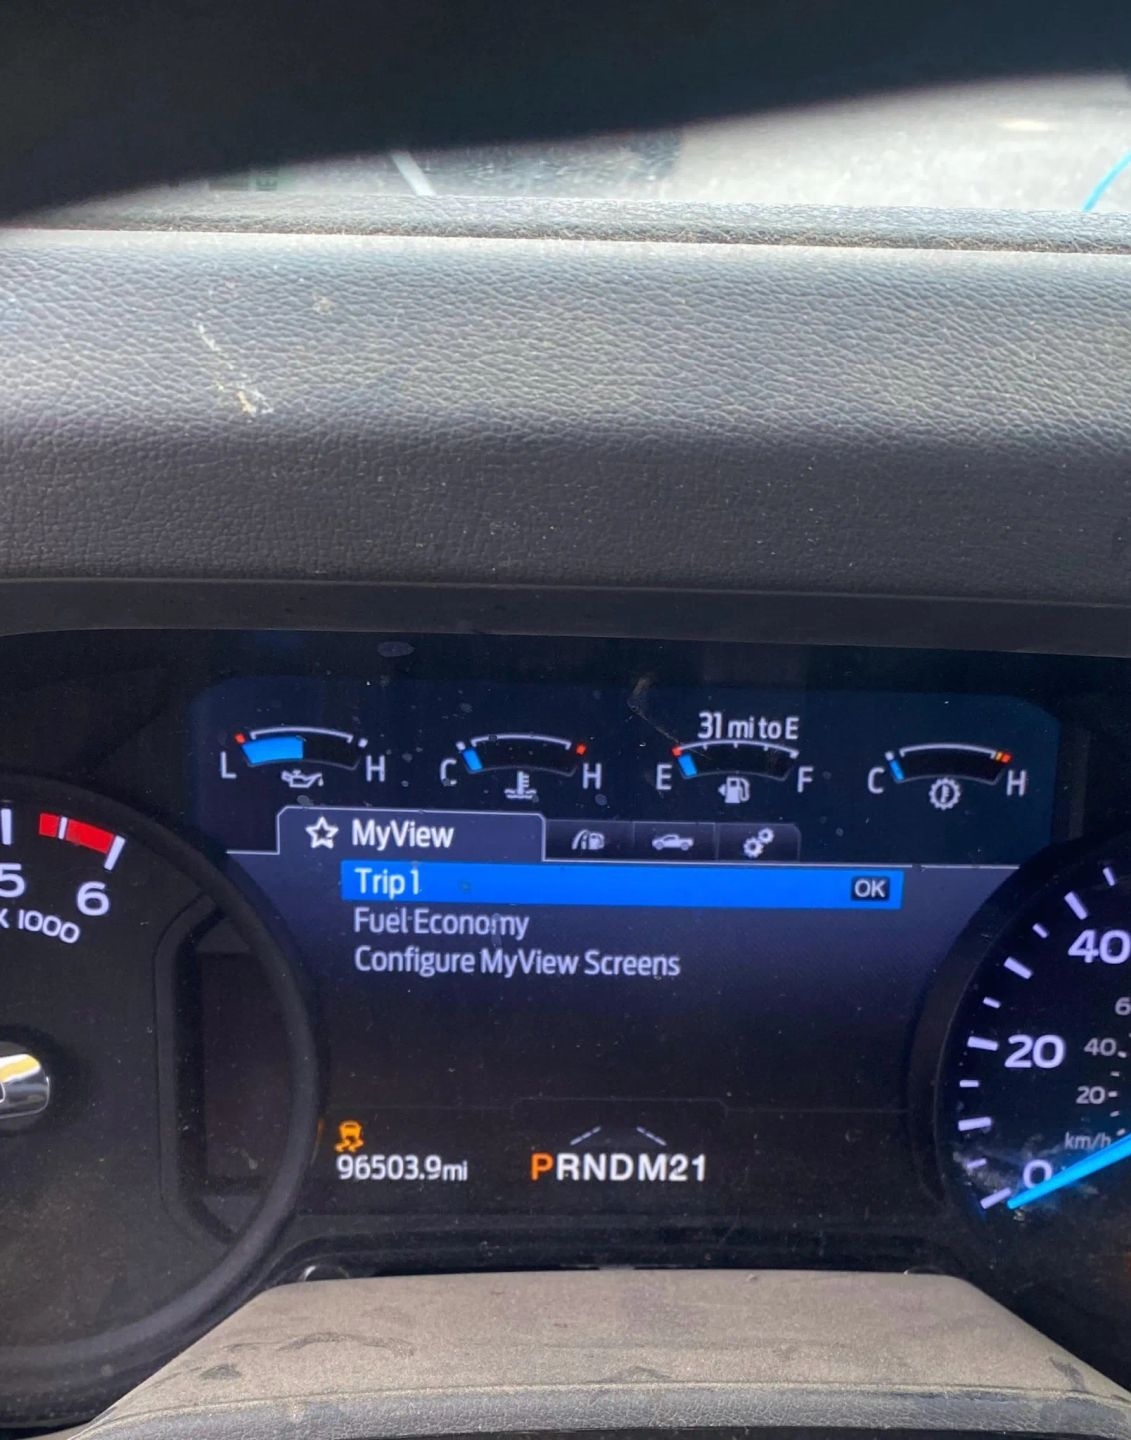 31 mi to E
L H C H E F C H
MyView
Trip 1 OK
Fuel Economy
Configure MyView Screens
5 6
X 1000
40
20
0
40
20
km/h
96503.9mi
PRNDM21